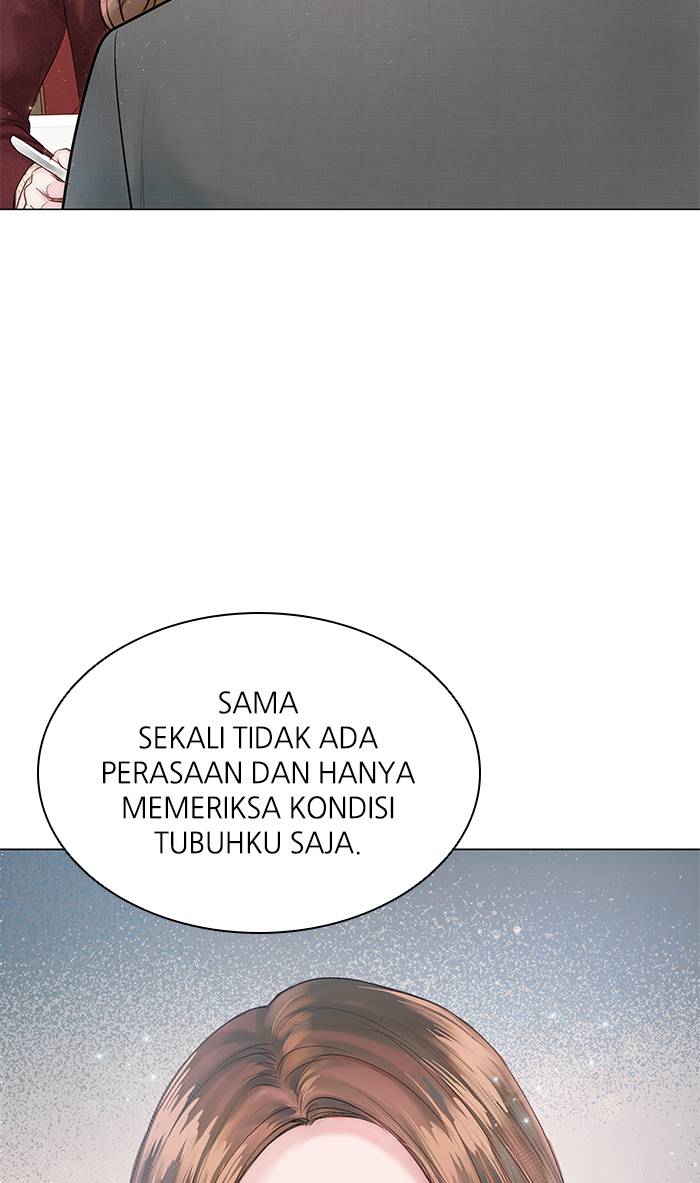 SAMA
SEKALI TIDAK ADA
PERASAAN DAN HANYA
MEMERIKSA KONDISI
TUBUHKU SAJA.